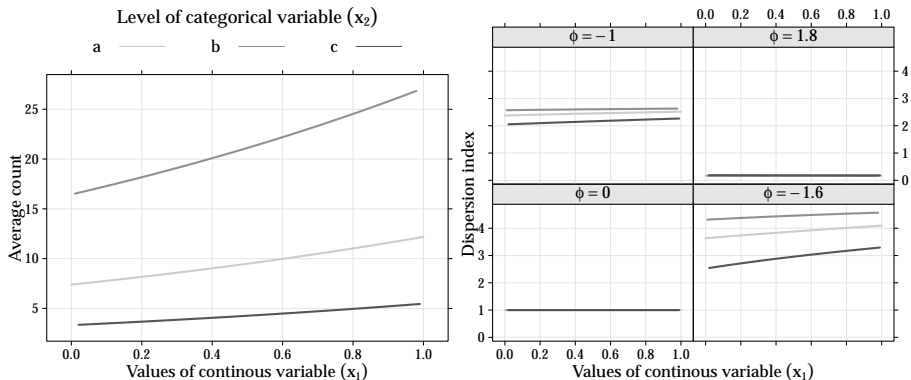 Level of categorical variable (x2)
a b c
Average count
25
20
15
10
5
0.0 0.2 0.4 0.6 0.8 1.0
Values of continous variable (x1)
0.0 0.2 0.4 0.6 0.8 1.0
ϕ = − 1
ϕ = 1.8
Dispersion index
4
3
2
1
0
ϕ = 0
ϕ = − 1.6
4
3
2
1
0
0.0 0.2 0.4 0.6 0.8 1.0
Values of continous variable (x1)